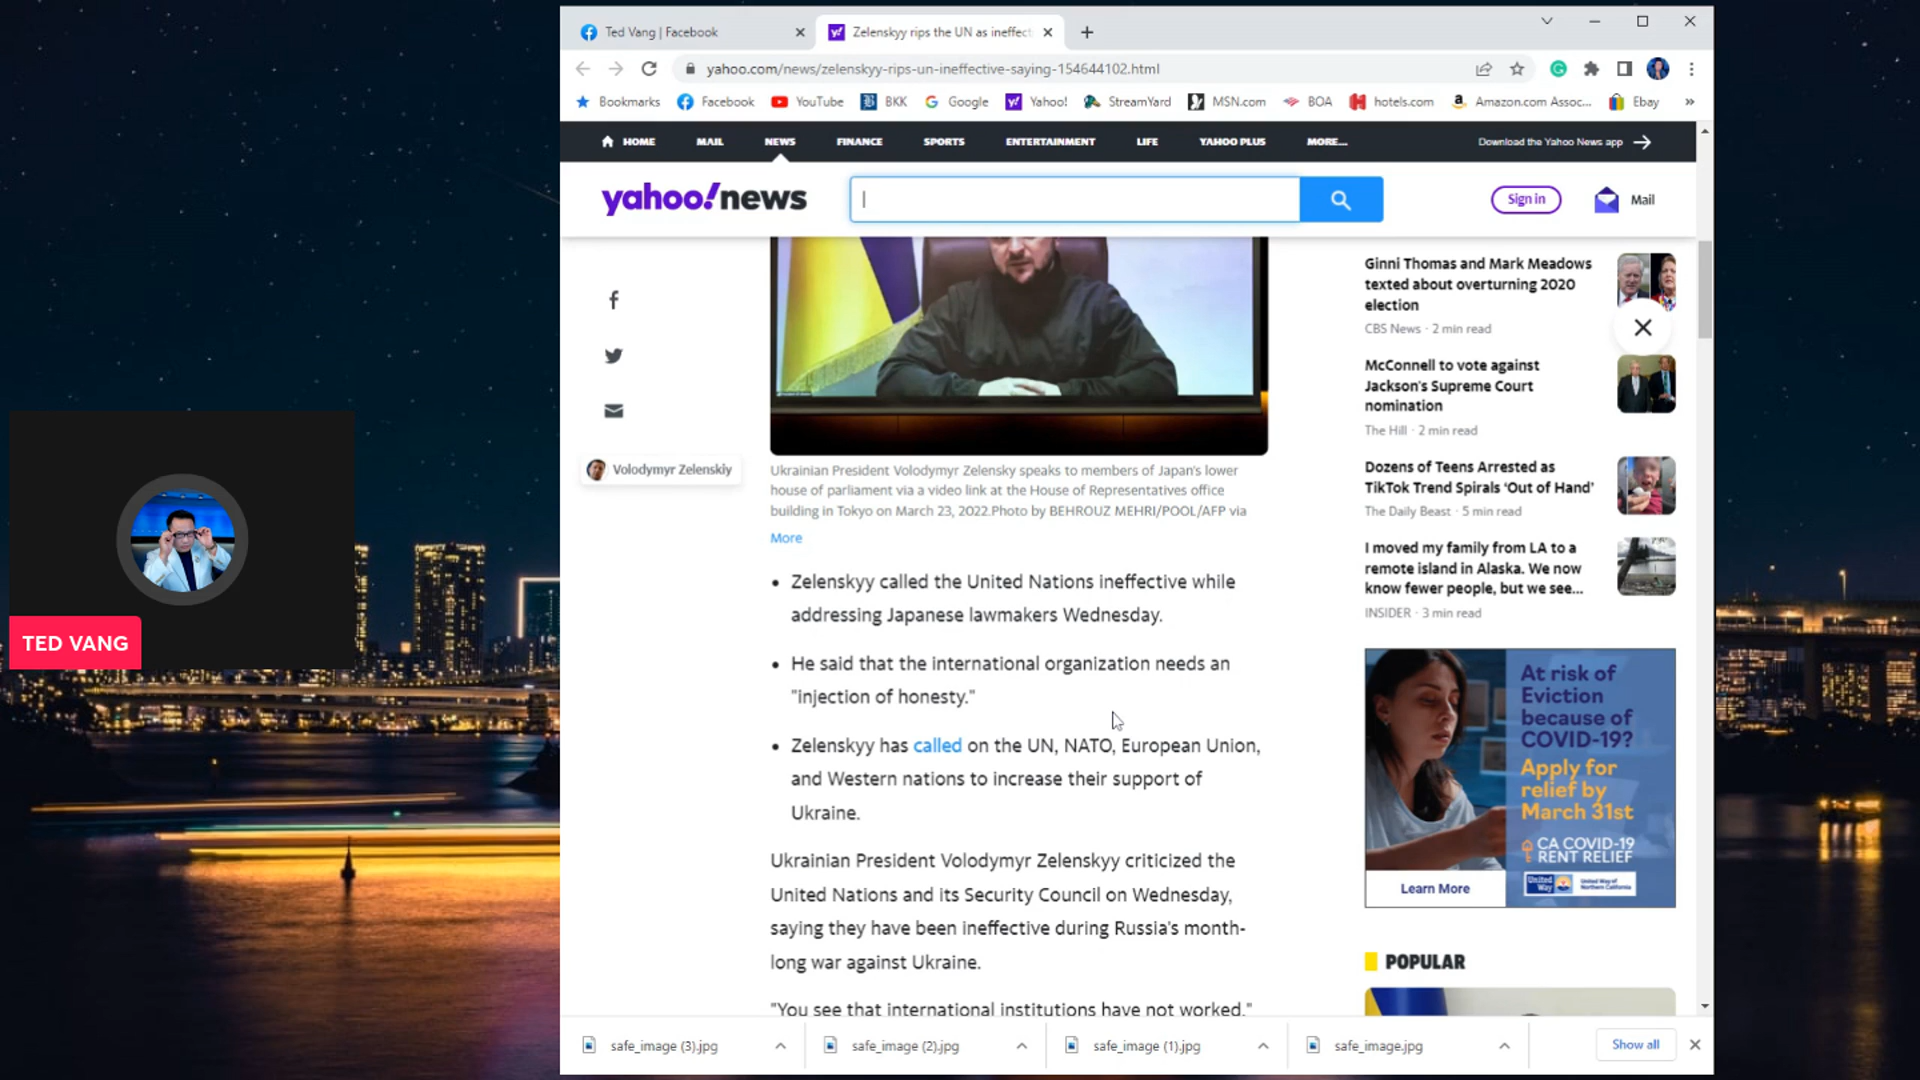 Ted Vang | Facebook
Zelenskyy rips the UN as ineffect
yahoo.com/news/zelenskyy-rips-un-ineffective-saying-154644102.html
Bookmarks Facebook YouTube BKK Google Yahoo! StreamYard MSN.com BOA hotels.com Amazon.com Assoc... Ebay »
HOME MAIL NEWS FINANCE SPORTS ENTERTAINMENT LIFE YAHOO PLUS MORE... Download the Yahoo News app
yahoo!news
Sign in
Mail
Volodymyr Zelenskiy
Ukrainian President Volodymyr Zelensky speaks to members of Japan's lower
house of parliament via a video link at the House of Representatives office
building in Tokyo on March 23, 2022.Photo by BEHROUZ MEHRI/POOL/AFP via
More
• Zelenskyy called the United Nations ineffective while
addressing Japanese lawmakers Wednesday.
• He said that the international organization needs an
"injection of honesty."
• Zelenskyy has called on the UN, NATO, European Union,
and Western nations to increase their support of
Ukraine.
Ukrainian President Volodymyr Zelenskyy criticized the
United Nations and its Security Council on Wednesday,
saying they have been ineffective during Russia's month-
long war against Ukraine.
"You see that international institutions have not worked,"
Ginni Thomas and Mark Meadows
texted about overturning 2020
election
CBS News · 2 min read
McConnell to vote against
Jackson's Supreme Court
nomination
The Hill · 2 min read
Dozens of Teens Arrested as
TikTok Trend Spirals 'Out of Hand'
The Daily Beast · 5 min read
I moved my family from LA to a
remote island in Alaska. We now
know fewer people, but we see...
INSIDER · 3 min read
At risk of
Eviction
because of
COVID-19?
Apply for
relief by
March 31st
CA COVID-19
RENT RELIEF
Learn More
United Way
United Way of
Northern California
POPULAR
TED VANG
safe_image (3).jpg
safe_image (2).jpg
safe_image (1).jpg
safe_image.jpg
Show all